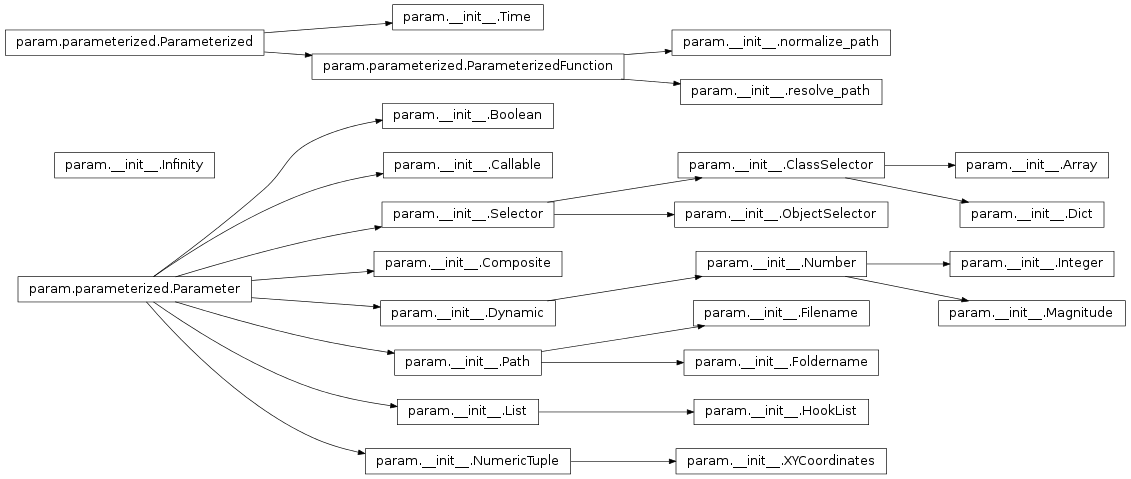 param.__init__.Time
param.parameterized.Parameterized
param.__init__.normalize_path
param.parameterized.ParameterizedFunction
param.__init__.resolve_path
param.__init__.Boolean
param.__init__.Infinity
param.__init__.Callable
param.__init__.ClassSelector
param.__init__.Array
param.__init__.Selector
param.__init__.ObjectSelector
param.__init__.Dict
param.__init__.Composite
param.__init__.Number
param.__init__.Integer
param.parameterized.Parameter
param.__init__.Dynamic
param.__init__.Filename
param.__init__.Magnitude
param.__init__.Path
param.__init__.Foldername
param.__init__.List
param.__init__.HookList
param.__init__.NumericTuple
param.__init__.XYCoordinates